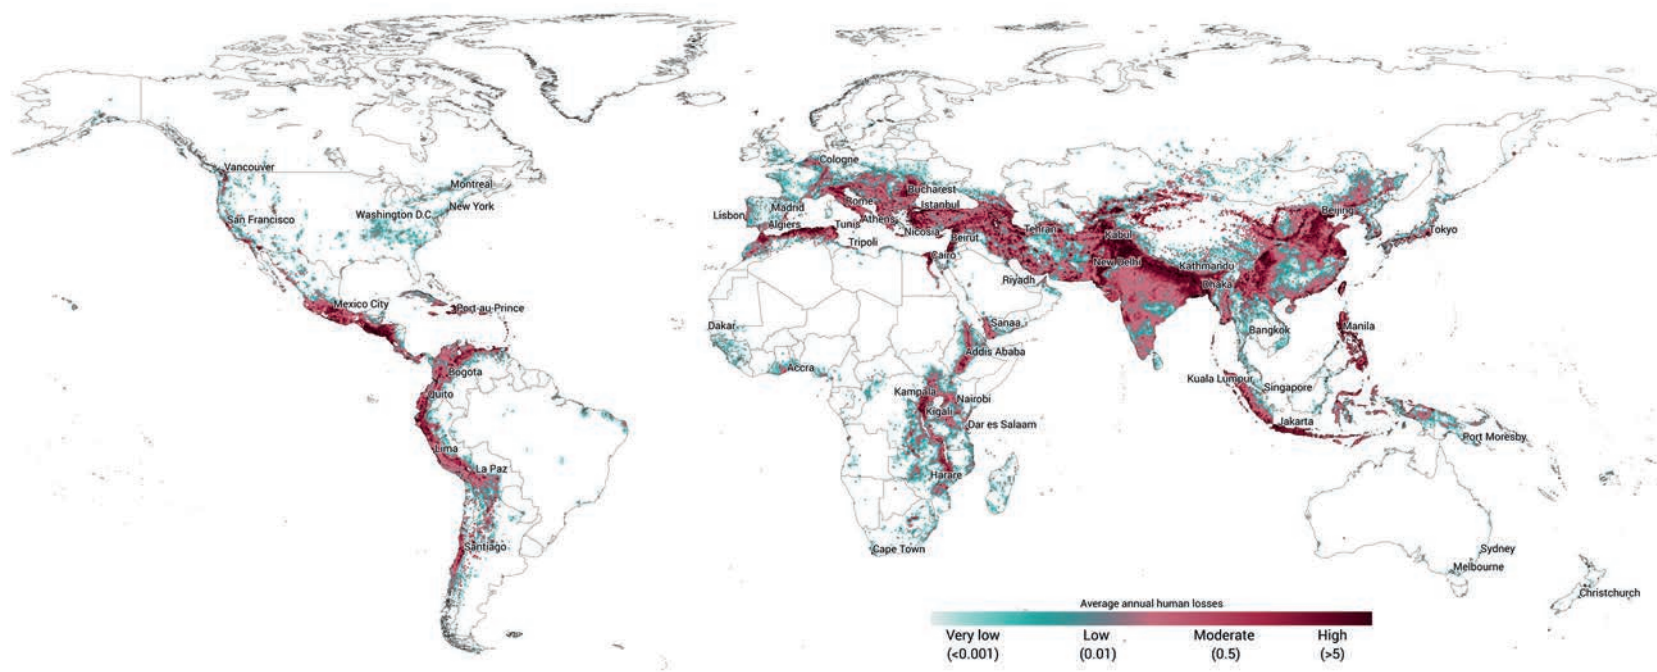 Cologne
Vancouver
Montreal
Bucharest
New York
Madrid
Rome
Istanbul
Washington D.C.
San Francisco
Lisbon
Algiers
Tunis
Athens
Nicosia
Beirut
Tehran
Kabul
Beijing
Tokyo
Tripoli
Cairo
New Delhi
Kathmandu
Riyadh
Dhaka
Mexico City
Port-au-Prince
Dakar
Sanaa
Bangkok
Manila
Addis Ababa
Bogota
Accra
Kuala Lumpur
Singapore
Quito
Kampala
Nairobi
Kigali
Dar es Salaam
Jakarta
Port Moresby
Lima
La Paz
Harare
Santiago
Cape Town
Sydney
Melbourne
Christchurch
Average annual human losses
Very low Low Moderate High
(<0.001) (0.01) (0.5) (>5)